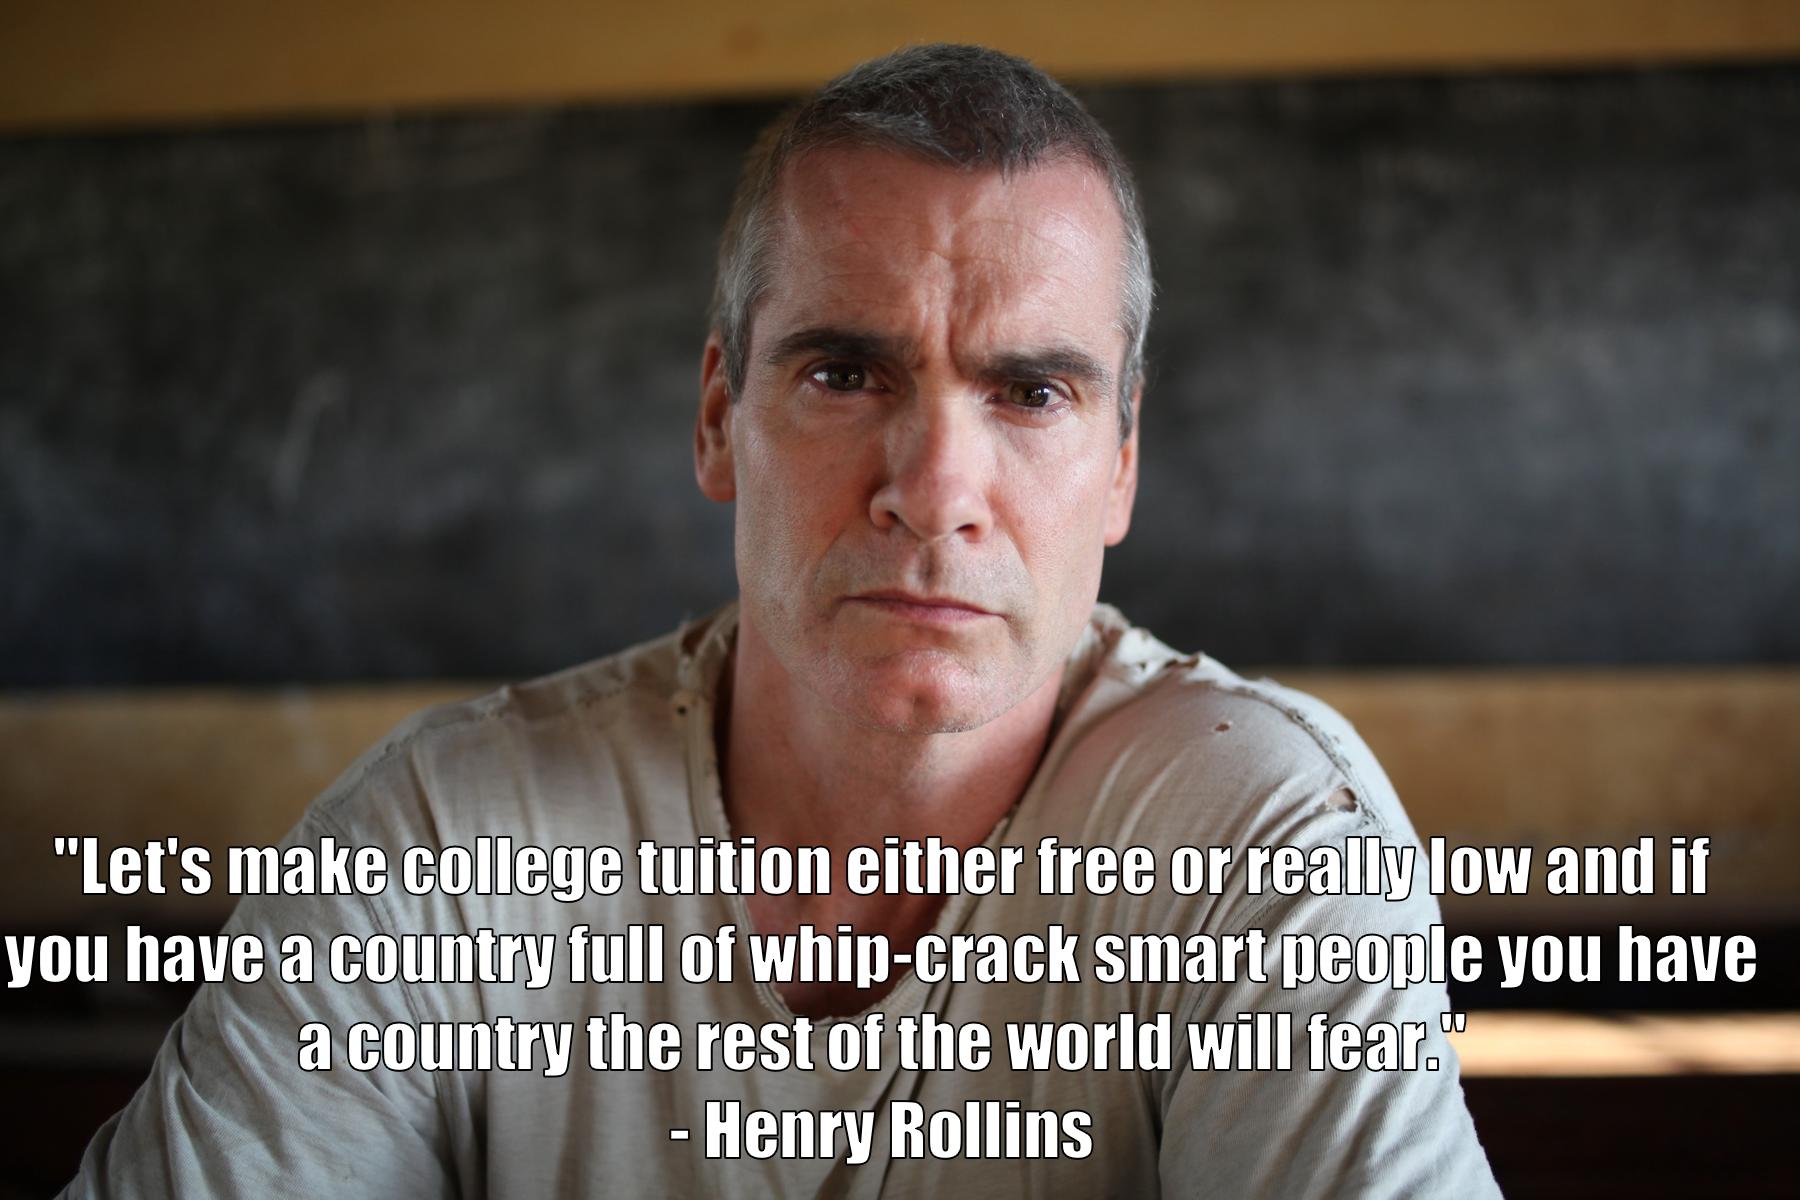 "Let's make college tuition either free or really low and if
you have a country full of whip-crack smart people you have
a country the rest of the world will fear."
- Henry Rollins